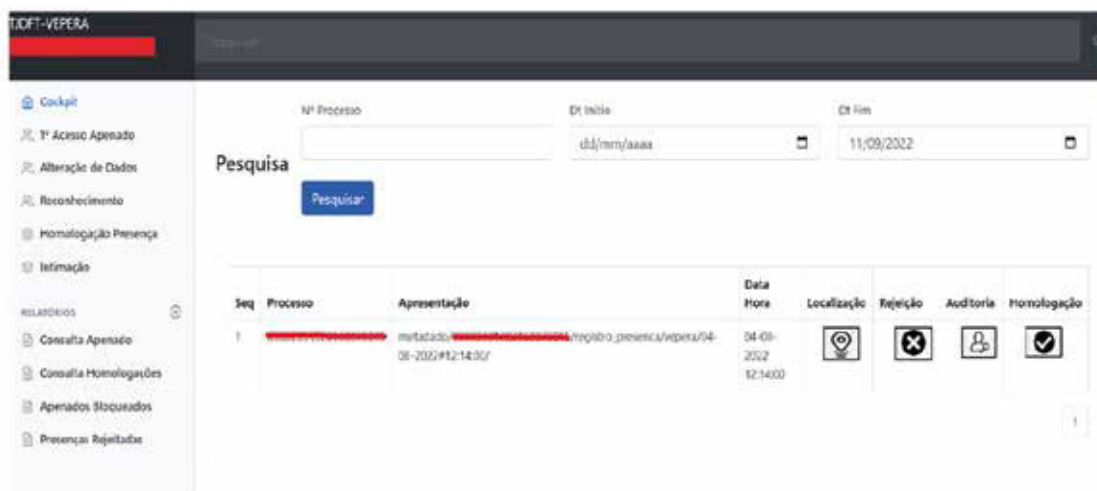 TJDFT-VEPERA
Cockpit
1º Acesso Apenado
Alteração de Dados
Reconhecimento
Homologação Presença
Intimação
RELATÓRIOS
Consulta Apenado
Consulta Homologações
Apenados Bloqueados
Presenças Rejeitadas
Nº Processo
Dt Início
Dt Fim
Pesquisa
dd/mm/aaaa
11/09/2022
Pesquisar
Seq Processo Apresentação Data Hora Localização Rejeição Auditoria Homologação
1
metadado/
/registro_presenca/vepera/04-
08-2022#12:14:00/
04-08-
2022
12:14:00
1